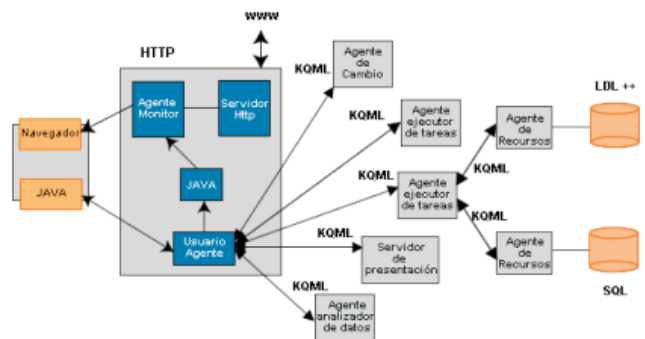 WWW
HTTP
Agente
Monitor
Servidor
Http
Navegador
JAVA
JAVA
Usuario
Agente
KQML
Agente
de
Cambio
KQML
Agente
ejecutor
de tareas
KQML
Agente
ejecutor
de tareas
KQML
Servidor
de
presentación
KQML
Agente
analizador
de datos
KQML
Agente
de
Recursos
LDL ++
KQML
Agente
de
Recursos
SQL